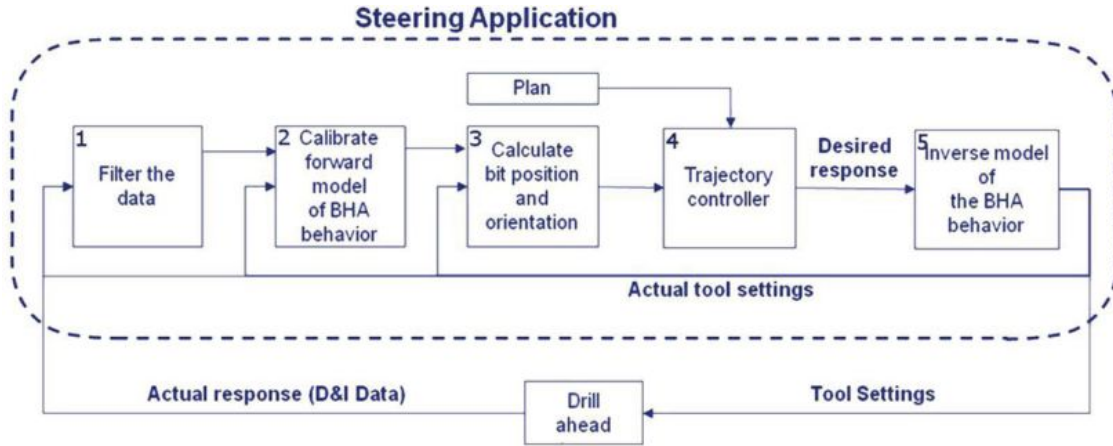 Steering Application
Plan
1
Filter the
data
2
Calibrate
forward
model
of BHA
behavior
3
Calculate
bit position
and
orientation
4
Trajectory
controller
Desired
response
5
Inverse model
of
the BHA
behavior
Actual tool settings
Actual response (D&I Data)
Drill
ahead
Tool Settings